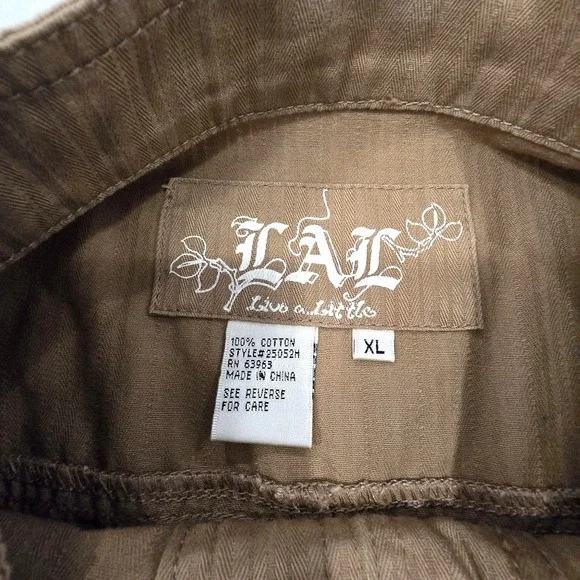 LAL
Live a Little
XL
100% COTTON
STYLE#25052H
RN 63963
MADE IN CHINA
SEE REVERSE
FOR CARE